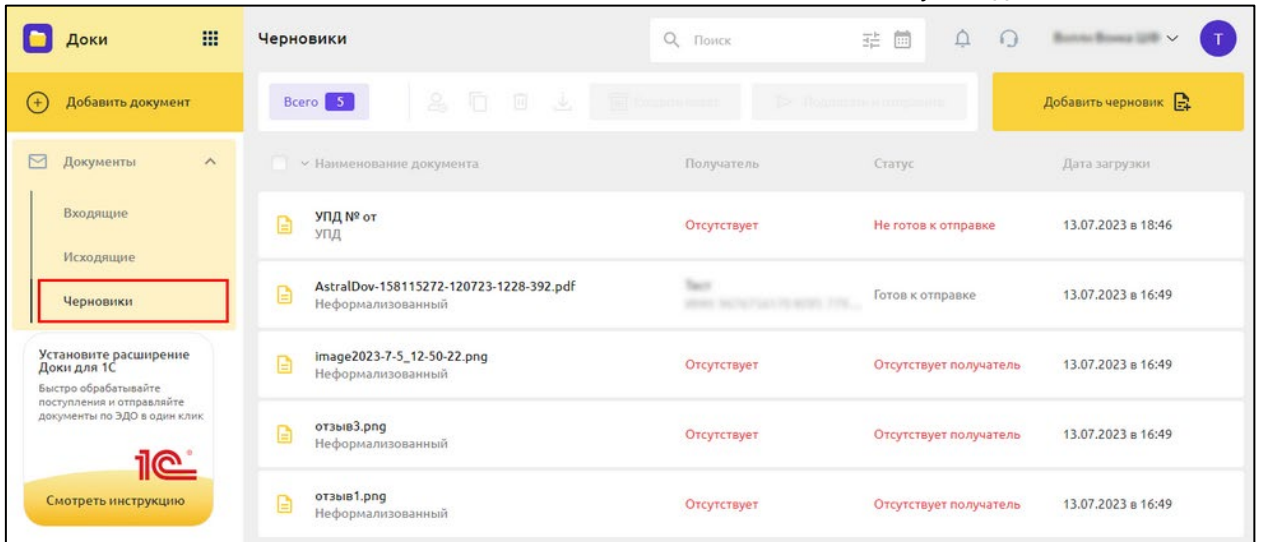 Доки
Черновики
Поиск
Т
Добавить документ
Всего 5
Добавить черновик
Документы
Наименование документа
Получатель
Статус
Дата загрузки
Входящие
Исходящие
Черновики
УПД № от
УПД
Отсутствует
Не готов к отправке
13.07.2023 в 18:46
AstralDov-158115272-120723-1228-392.pdf
Неформализованный
Готов к отправке
13.07.2023 в 16:49
image2023-7-5_12-50-22.png
Неформализованный
Отсутствует
Отсутствует получатель
13.07.2023 в 16:49
отзыв3.png
Неформализованный
Отсутствует
Отсутствует получатель
13.07.2023 в 16:49
отзыв1.png
Неформализованный
Отсутствует
Отсутствует получатель
13.07.2023 в 16:49
Установите расширение
Доки для 1С
Быстро обрабатывайте
поступления и отправляйте
документы по ЭДО в один клик
1С
Смотреть инструкцию